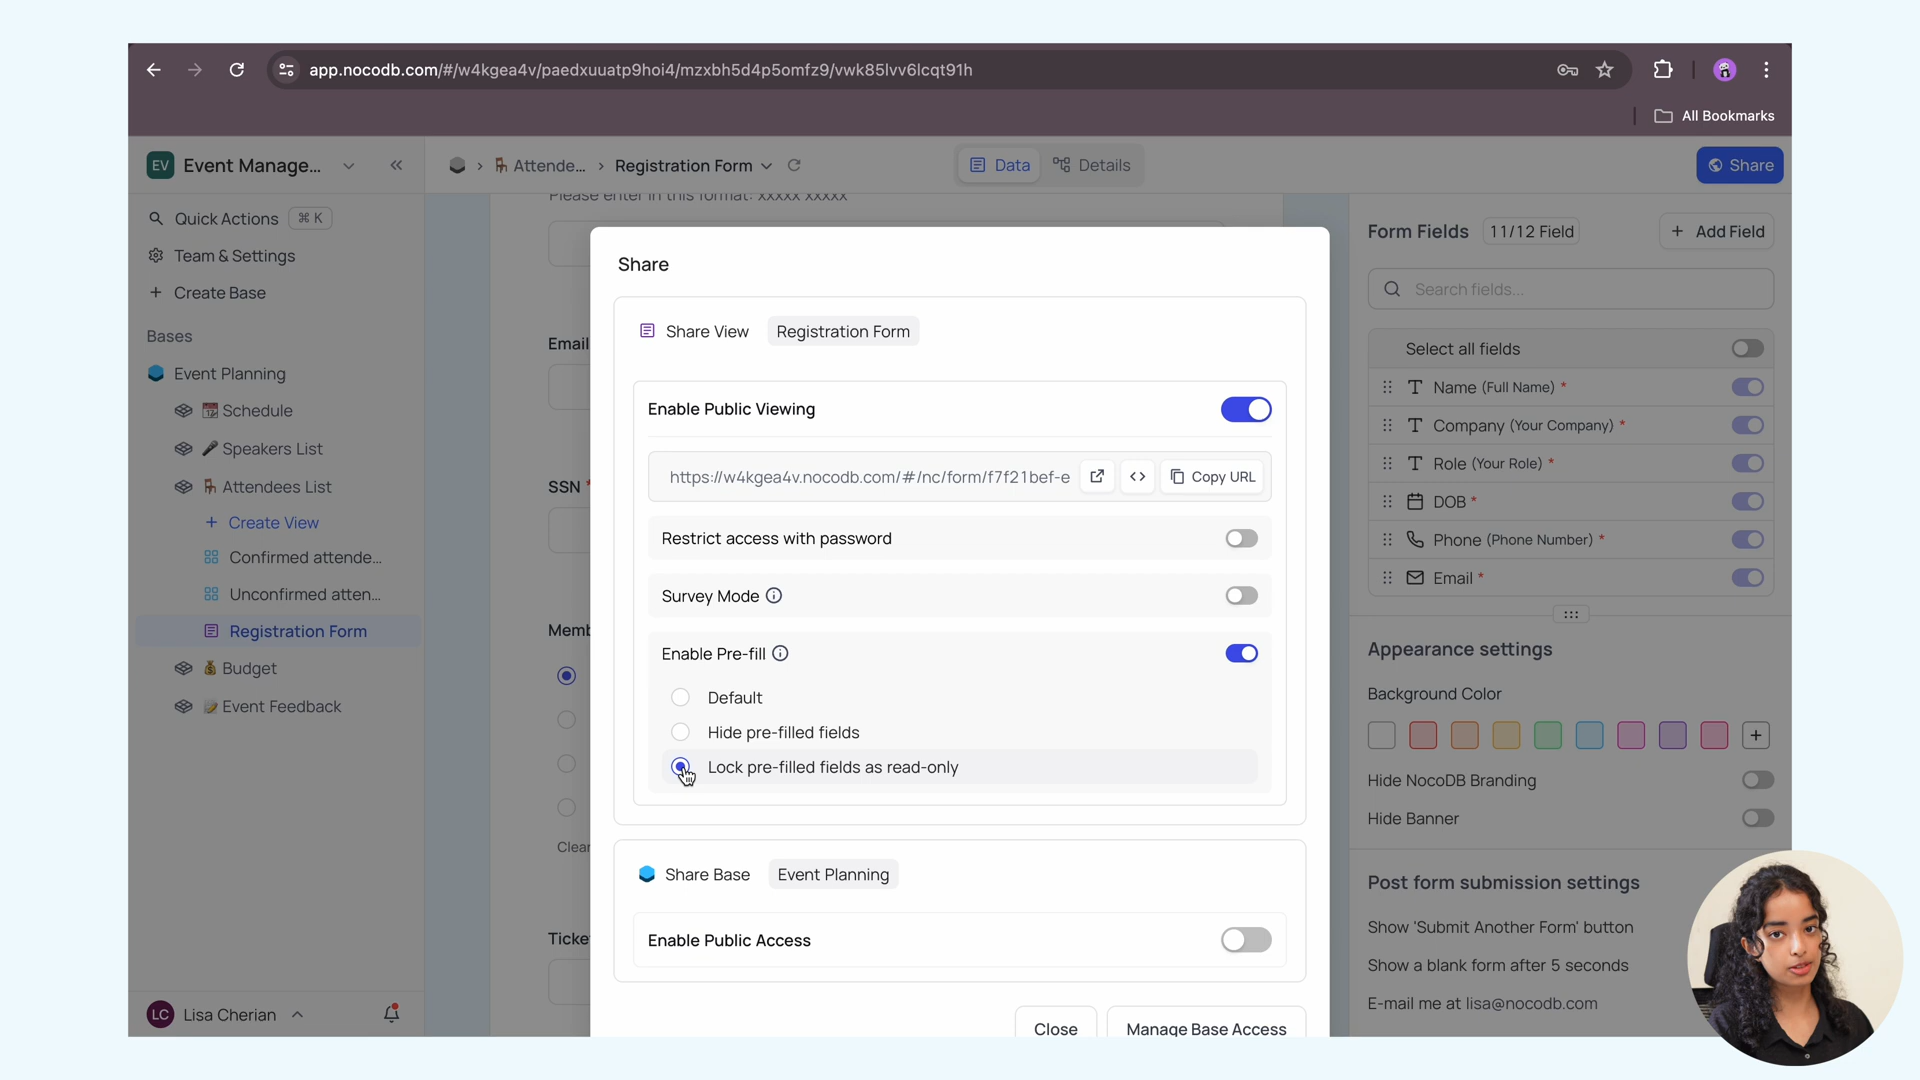 app.nocodb.com/#/w4kgea4v/paedxuuatp9hoi4/mzxbh5d4p5omfz9/vwk85lvv6lcqt91h
All Bookmarks
EV Event Manage...
Attende... > Registration Form
Data
Details
Share
Quick Actions ⌘ K
Team & Settings
+ Create Base
Bases
Event Planning
Schedule
Speakers List
Attendees List
+ Create View
Confirmed attende...
Unconfirmed atten...
Registration Form
Budget
Event Feedback
LC Lisa Cherian
Please enter in this format: xxxxx xxxxx
Email
SSN *
Memb
Clear
Ticke
Share
Share View Registration Form
Enable Public Viewing
https://w4kgea4v.nocodb.com/#/nc/form/f7f21bef-e
Copy URL
Restrict access with password
Survey Mode
Enable Pre-fill
Default
Hide pre-filled fields
Lock pre-filled fields as read-only
Share Base Event Planning
Enable Public Access
Close
Manage Base Access
Form Fields 11/12 Field
+ Add Field
Search fields...
Select all fields
Name (Full Name) *
Company (Your Company) *
Role (Your Role) *
DOB *
Phone (Phone Number) *
Email *
Appearance settings
Background Color
Hide NocoDB Branding
Hide Banner
Post form submission settings
Show 'Submit Another Form' button
Show a blank form after 5 seconds
E-mail me at lisa@nocodb.com